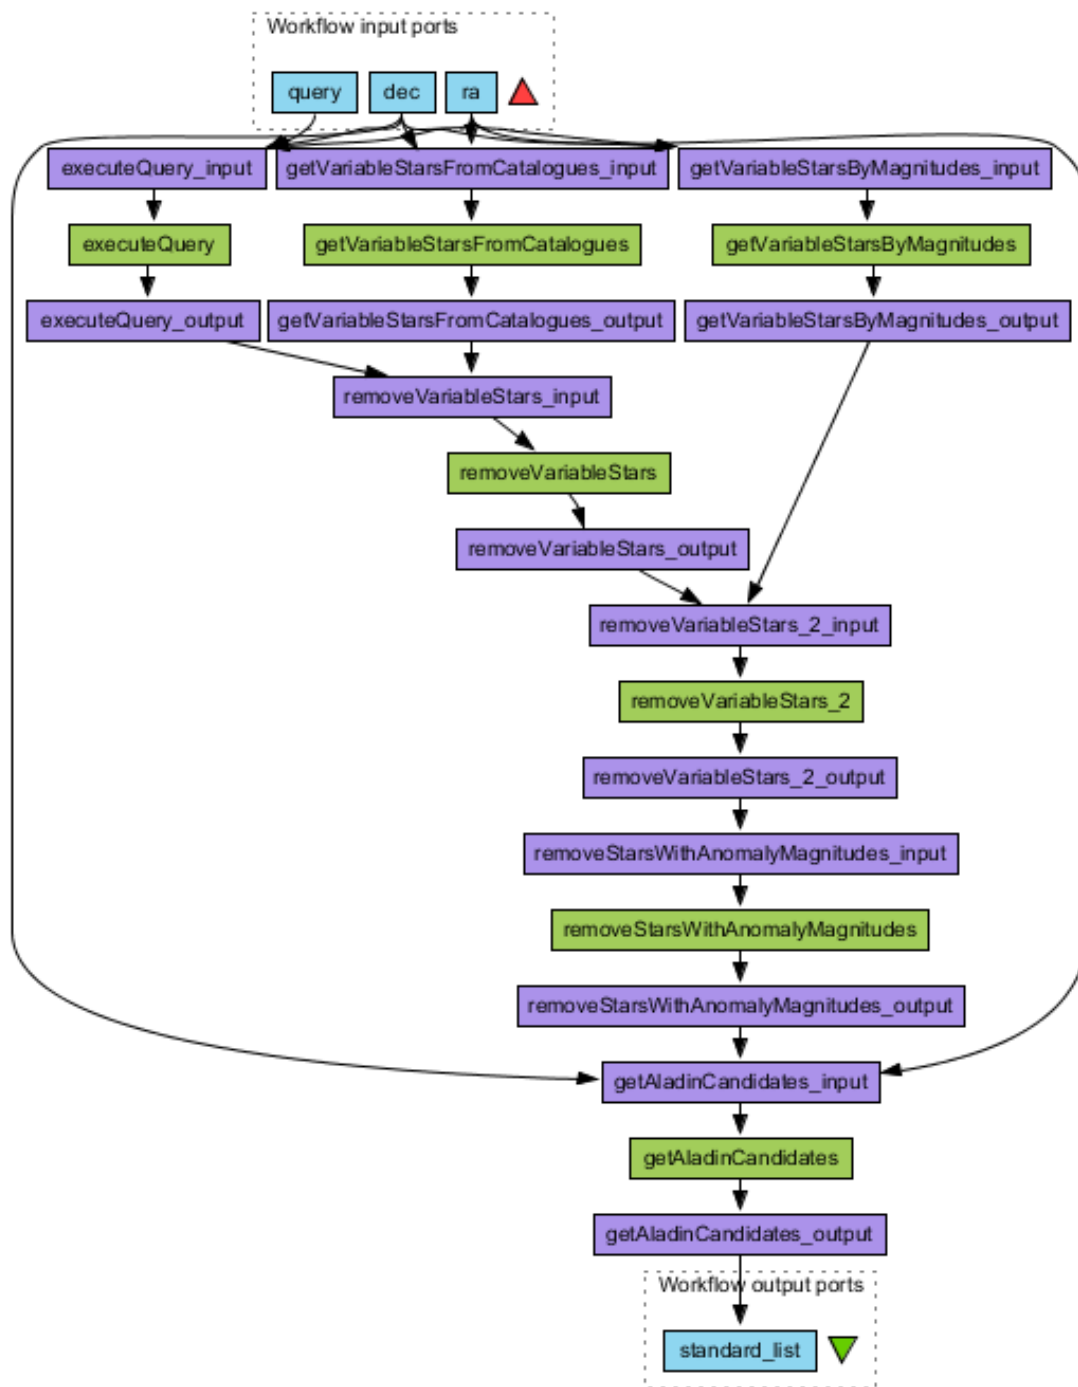 Workflow input ports
query
dec
ra
executeQuery_input
getVariableStarsFromCatalogues_input
getVariableStarsByMagnitudes_input
executeQuery
getVariableStarsFromCatalogues
getVariableStarsByMagnitudes
executeQuery_output
getVariableStarsFromCatalogues_output
getVariableStarsByMagnitudes_output
removeVariableStars_input
removeVariableStars
removeVariableStars_output
removeVariableStars_2_input
removeVariableStars_2
removeVariableStars_2_output
removeStarsWithAnomalyMagnitudes_input
removeStarsWithAnomalyMagnitudes
removeStarsWithAnomalyMagnitudes_output
getAladinCandidates_input
getAladinCandidates
getAladinCandidates_output
Workflow output ports
standard_list